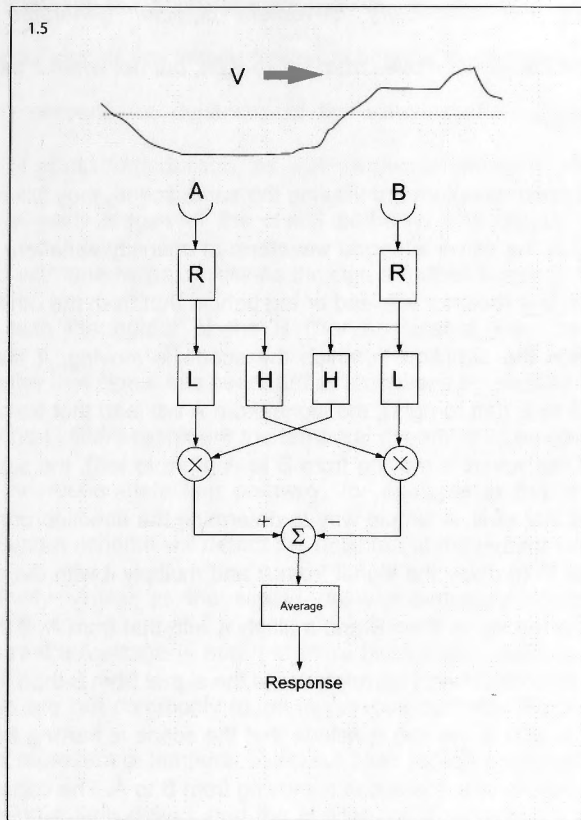 1.5
V
A B
R R
L H H L
× ×
+ Σ −
Average
Response